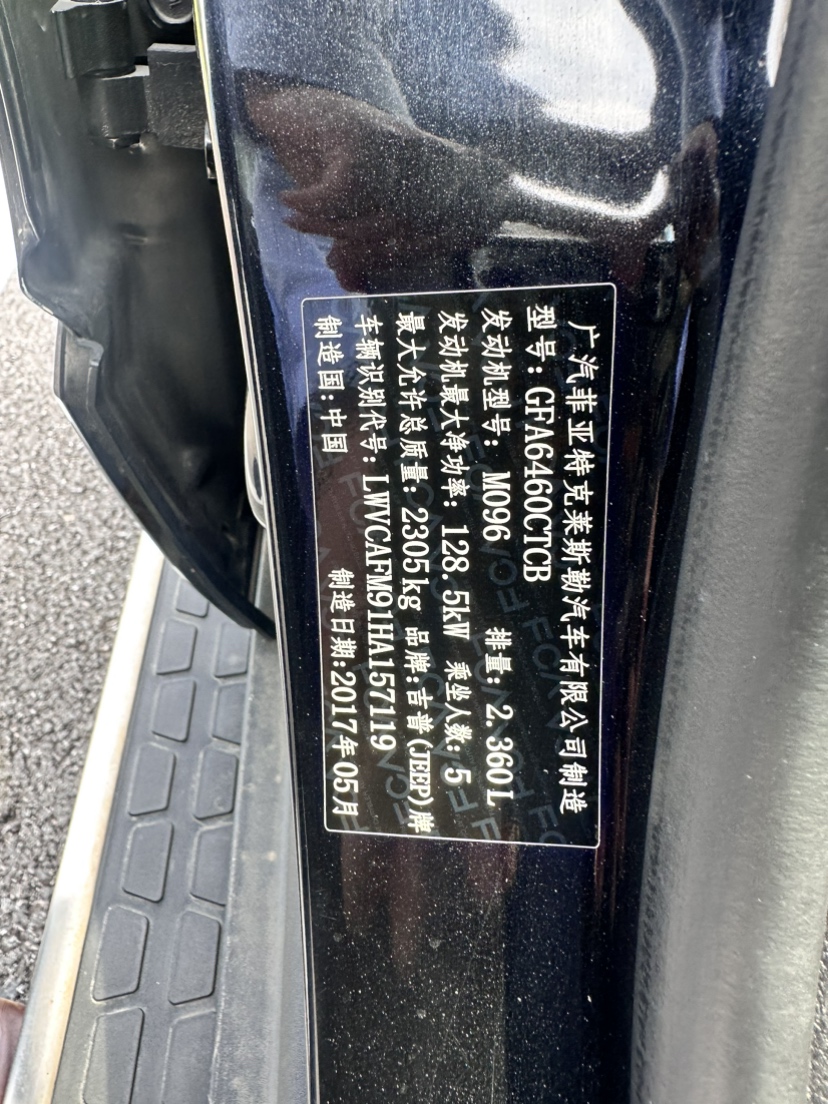 广汽菲亚特克莱斯勒汽车有限公司制造
型号:GFA6460CTCB
发动机型号: M096 排量:2.360L
发动机最大净功率: 128.5kW 乘坐人数:5
最大允许总质量: 2305kg 品牌:吉普(JEEP)牌
车辆识别代号: LWVCAFM91HA157119
制造国:中国 制造日期:2017年05月